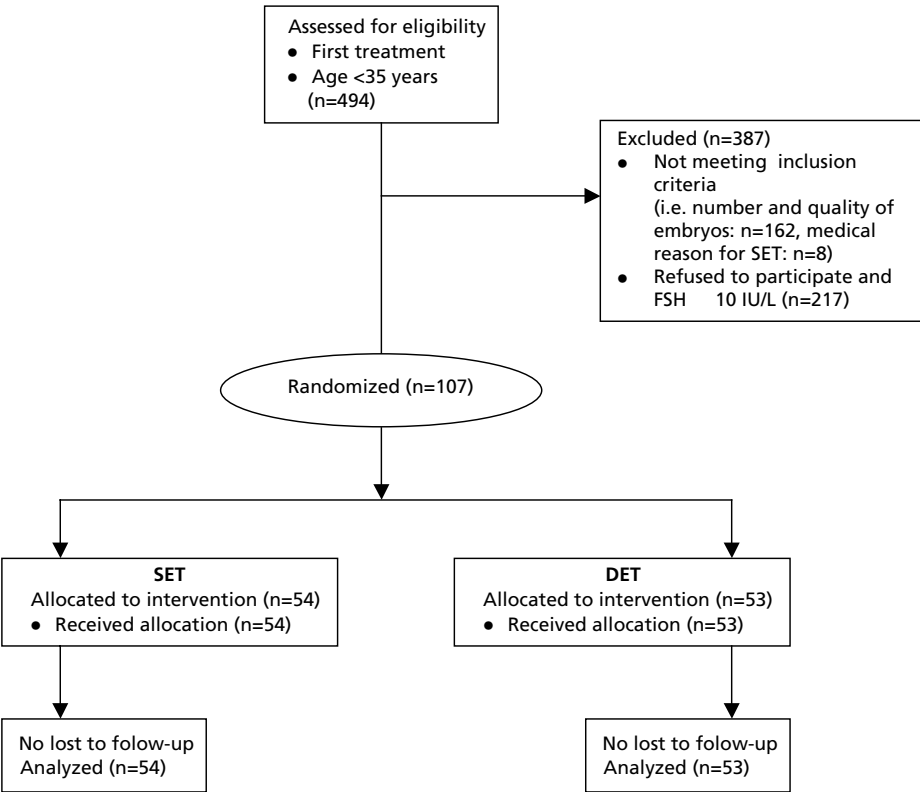 Assessed for eligibility
● First treatment
● Age <35 years
(n=494)
Excluded (n=387)
● Not meeting inclusion
criteria
(i.e. number and quality of
embryos: n=162, medical
reason for SET: n=8)
● Refused to participate and
FSH 10 IU/L (n=217)
Randomized (n=107)
SET
Allocated to intervention (n=54)
● Received allocation (n=54)
DET
Allocated to intervention (n=53)
● Received allocation (n=53)
No lost to folow-up
Analyzed (n=54)
No lost to folow-up
Analyzed (n=53)